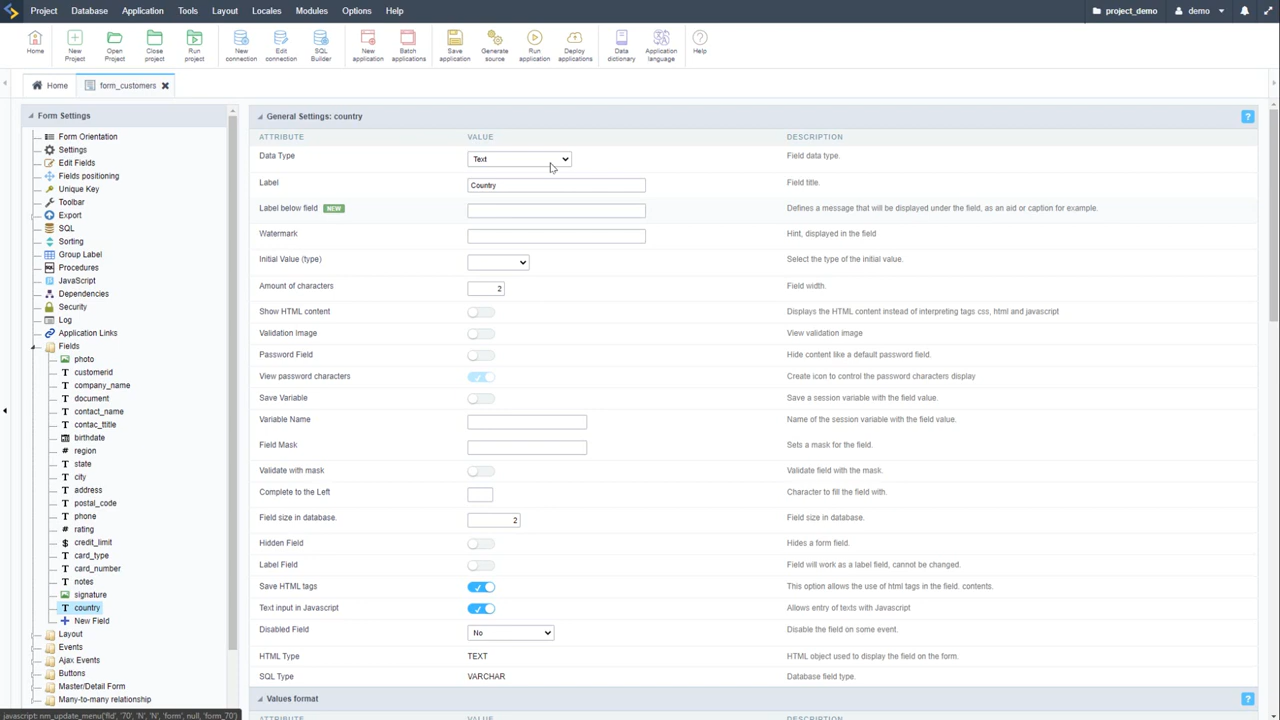 Project Database Application Tools Layout Locales Modules Options Help
project_demo demo
Home New Project Open Project Close project Run project New connection Edit connection SQL Builder New application Batch applications Save application Generate source Run application Deploy applications Data dictionary Application language Help
Home form_customers
Form Settings
Form Orientation
Settings
Edit Fields
Fields positioning
Unique Key
Toolbar
Export
SQL
Sorting
Group Label
Procedures
JavaScript
Dependencies
Security
Log
Application Links
Fields
photo
customerid
company_name
document
contact_name
contac_ttitle
birthdate
region
state
city
address
postal_code
phone
rating
credit_limit
card_type
card_number
notes
signature
country
New Field
Layout
Events
Ajax Events
Buttons
Master/Detail Form
Many-to-many relationship
javascript: nm_update_menu('fld', '70', 'N', 'N', 'form', null, 'form_70')
General Settings: country ?
ATTRIBUTE VALUE DESCRIPTION
Data Type Text Field data type.
Label Country Field title.
Label below field NEW Defines a message that will be displayed under the field, as an aid or caption for example.
Watermark Hint, displayed in the field
Initial Value (type) Select the type of the initial value.
Amount of characters 2 Field width.
Show HTML content Displays the HTML content instead of interpreting tags css, html and javascript
Validation Image View validation image
Password Field Hide content like a default password field.
View password characters Create icon to control the password characters display
Save Variable Save a session variable with the field value.
Variable Name Name of the session variable with the field value.
Field Mask Sets a mask for the field.
Validate with mask Validate field with the mask.
Complete to the Left Character to fill the field with.
Field size in database. 2 Field size in database.
Hidden Field Hides a form field.
Label Field Field will work as a label field, cannot be changed.
Save HTML tags This option allows the use of html tags in the field. contents.
Text input in Javascript Allows entry of texts with Javascript
Disabled Field No Disable the field on some event.
HTML Type TEXT HTML object used to display the field on the form.
SQL Type VARCHAR Database field type.
Values format ?
ATTRIBUTE VALUE DESCRIPTION